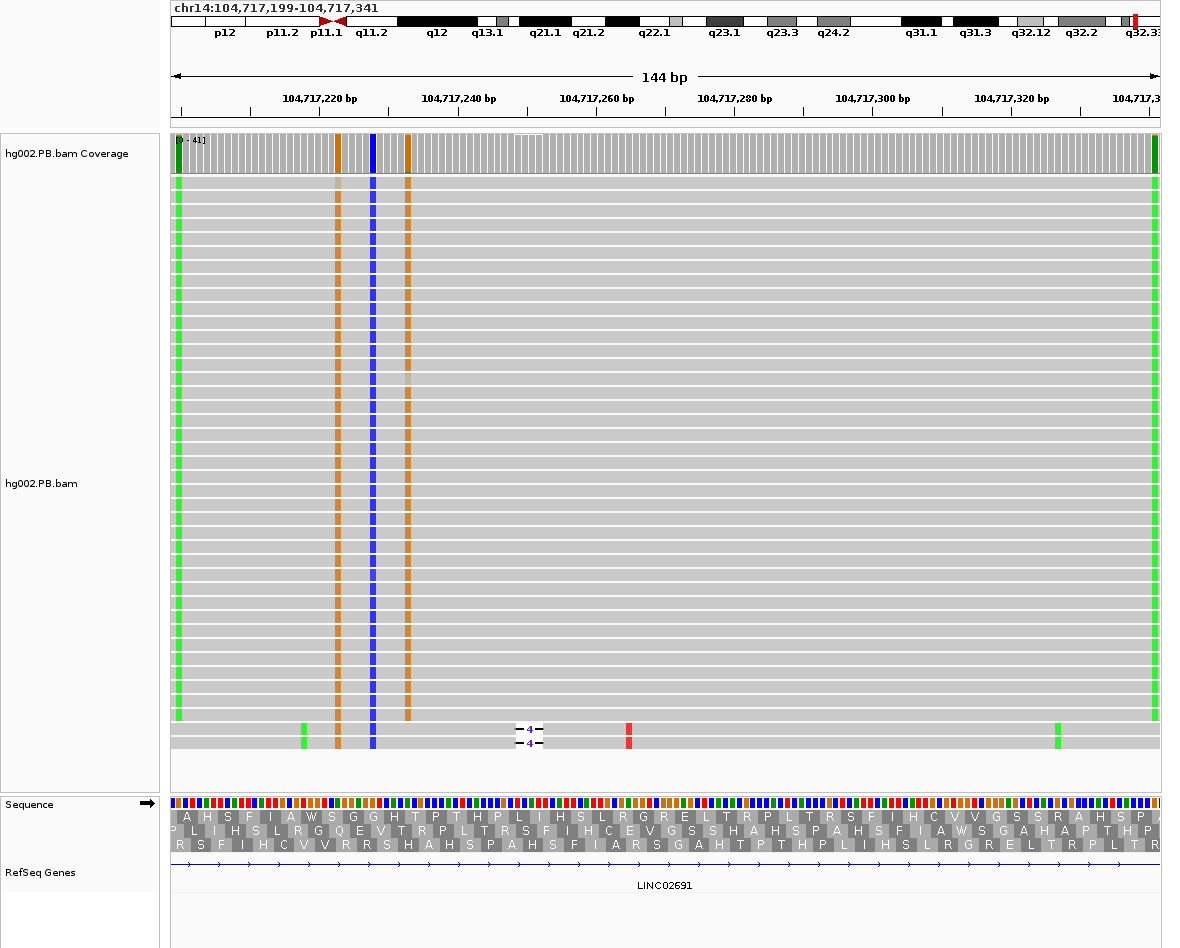 chr14:104,717,199-104,717,341
p12 p11.2 p11.1 q11.2 q12 q13.1 q21.1 q21.2 q22.1 q23.1 q23.3 q24.2 q31.1 q31.3 q32.12 q32.2 q32.33
144 bp
104,717,220 bp 104,717,240 bp 104,717,260 bp 104,717,280 bp 104,717,300 bp 104,717,320 bp 104,717,3
hg002.PB.bam Coverage
[0 - 41]
hg002.PB.bam
4
4
Sequence
A H S F I A W S G G H T P T H P L I H S L R G R E L T R P L T R S F I H C V V G S S R A H S P A
P L I H S L R G Q E V T R P L T R S F I H C E V G S S H A H S P A H S F I A W S G A H A P T H P
R S F I H C V V R R S H A H S P A H S F I A R S G A H T P T H P L I H S L R G R E L T R P L T R
RefSeq Genes
LINC02691